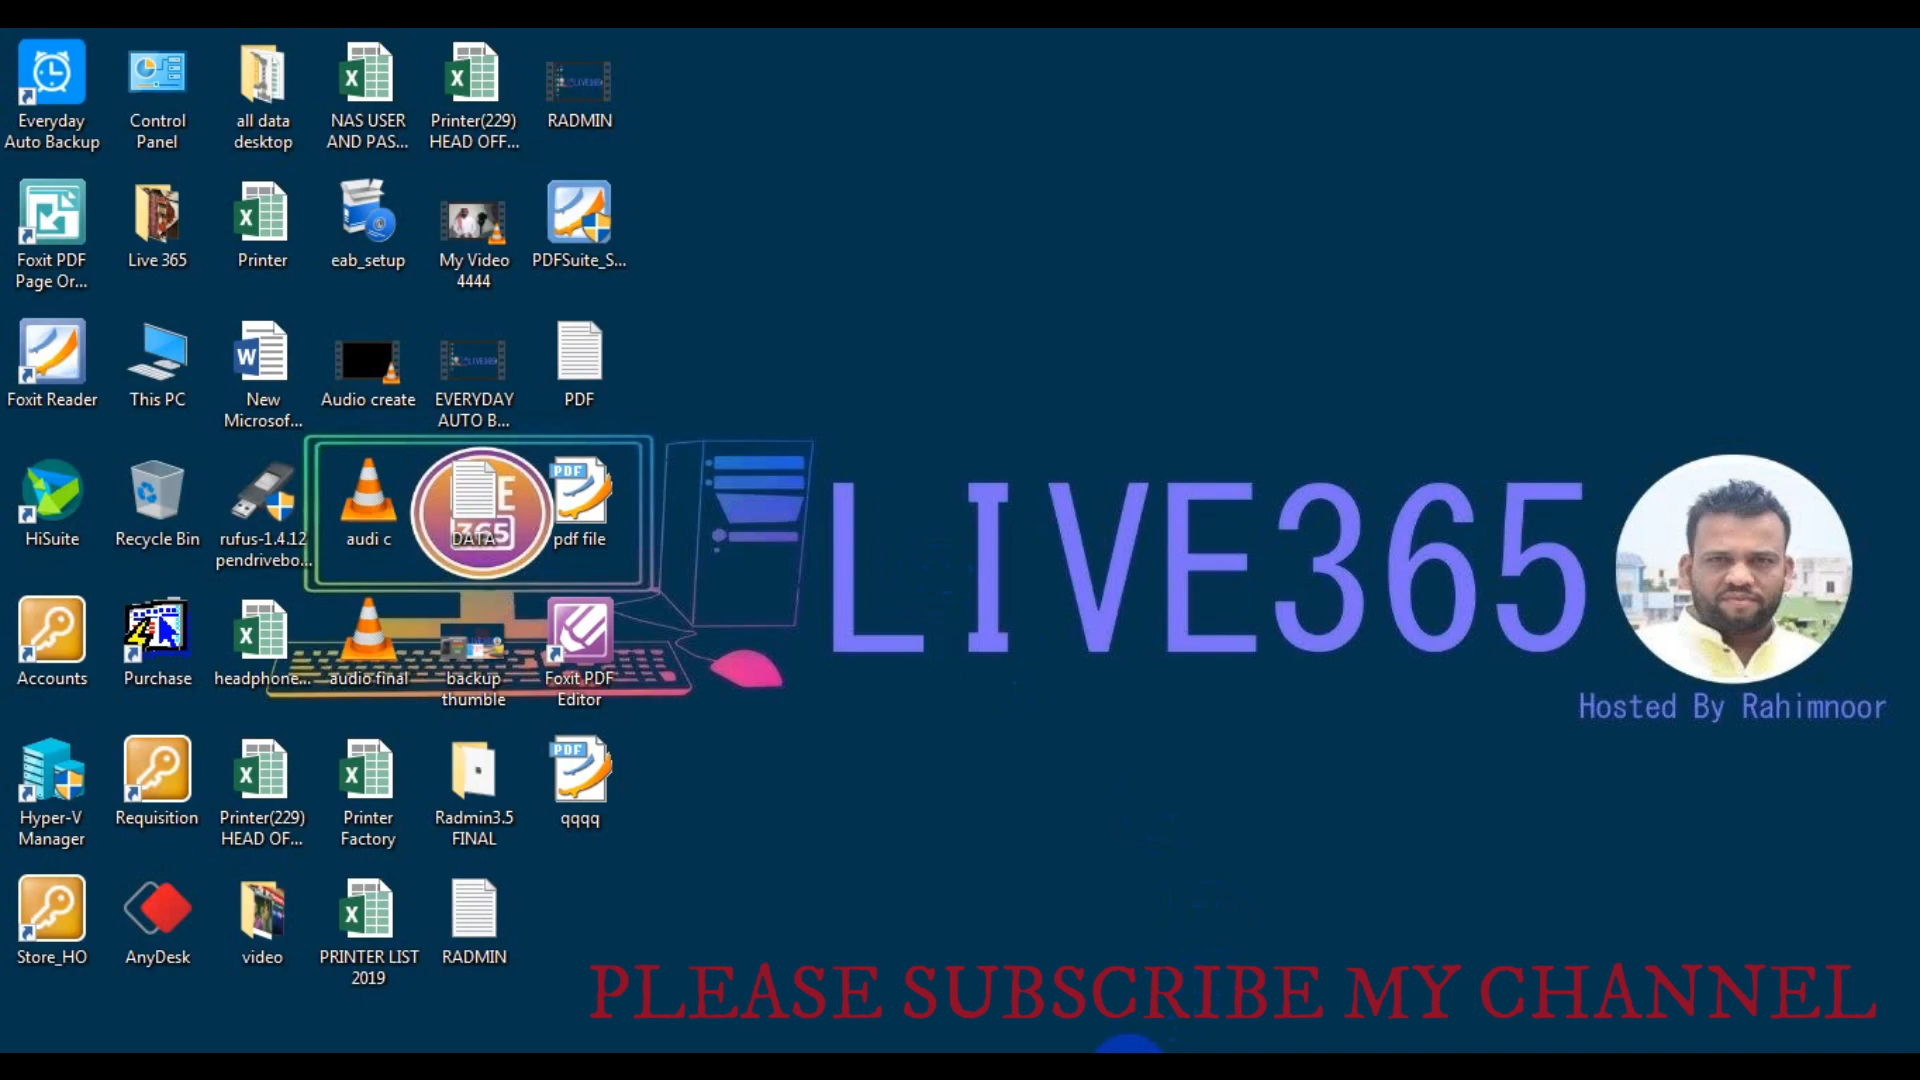 Everyday
Auto Backup
Control
Panel
all data
desktop
NAS USER
AND PAS...
Printer(229)
HEAD OFF...
RADMIN
Foxit PDF
Page Or...
Live 365
Printer
eab_setup
My Video
4444
PDFSuite_S...
Foxit Reader
This PC
New
Microsof...
Audio create
EVERYDAY
AUTO B...
PDF
HiSuite
Recycle Bin
rufus-1.4.12
pendrivebo...
audi c
E
365
DATA
PDF
pdf file
Accounts
Purchase
headphone...
audio final
backup
thumble
Foxit PDF
Editor
Hyper-V
Manager
Requisition
Printer(229)
HEAD OF...
Printer
Factory
Radmin3.5
FINAL
PDF
qqqq
Store_HO
AnyDesk
video
PRINTER LIST
2019
RADMIN
LIVE365
Hosted By Rahimnoor
PLEASE SUBSCRIBE MY CHANNEL